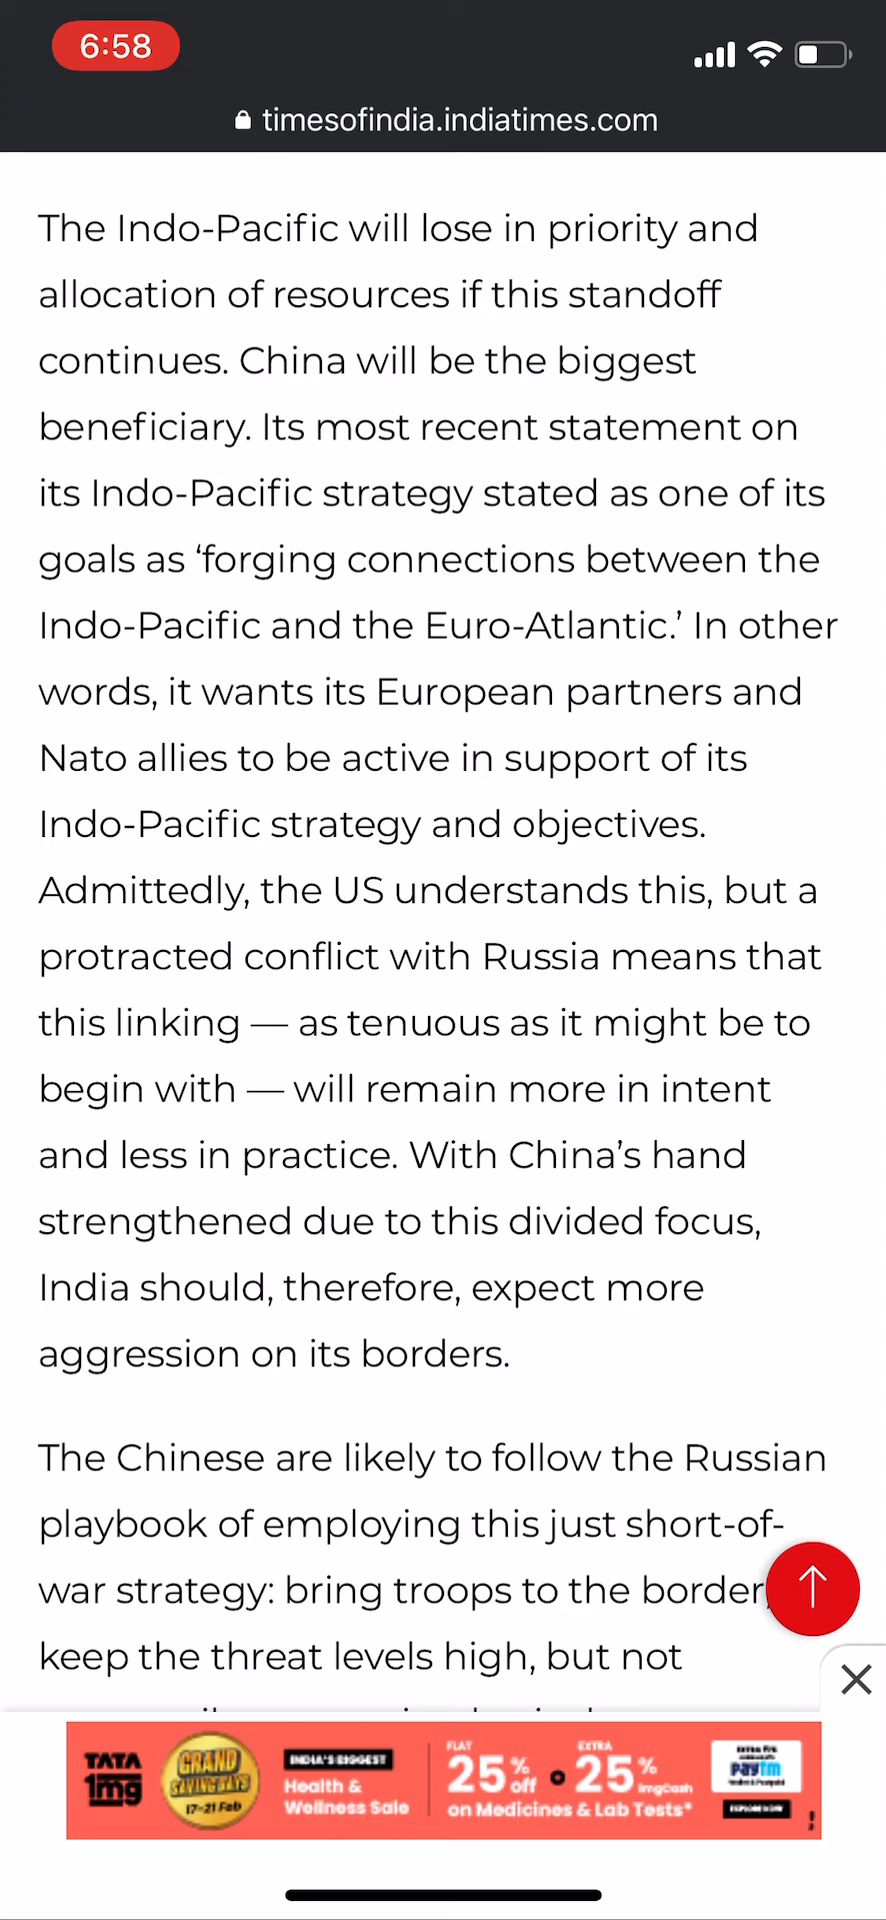 6:58
timesofindia.indiatimes.com
The Indo-Pacific will lose in priority and
allocation of resources if this standoff
continues. China will be the biggest
beneficiary. Its most recent statement on
its Indo-Pacific strategy stated as one of its
goals as ‘forging connections between the
Indo-Pacific and the Euro-Atlantic.’ In other
words, it wants its European partners and
Nato allies to be active in support of its
Indo-Pacific strategy and objectives.
Admittedly, the US understands this, but a
protracted conflict with Russia means that
this linking — as tenuous as it might be to
begin with — will remain more in intent
and less in practice. With China’s hand
strengthened due to this divided focus,
India should, therefore, expect more
aggression on its borders.
The Chinese are likely to follow the Russian
playbook of employing this just short-of-
war strategy: bring troops to the border,
keep the threat levels high, but not
TATA
1mg
GRAND
SAVING DAYS
17-21 Feb
INDIA'S BIGGEST
Health &
Wellness Sale
FLAT
25% off
EXTRA
25% 1mgCash
on Medicines & Lab Tests*
paytm
EXPLORE NOW